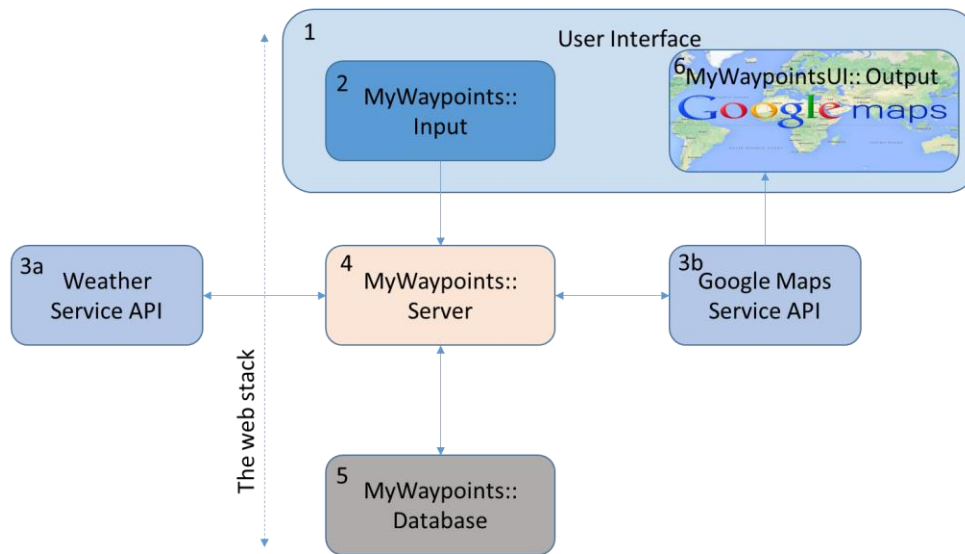 1
User Interface
2
MyWaypoints::
Input
6
MyWaypointsUI:: Output
Google maps
3a
Weather
Service API
4
MyWaypoints::
Server
3b
Google Maps
Service API
The web stack
5
MyWaypoints::
Database